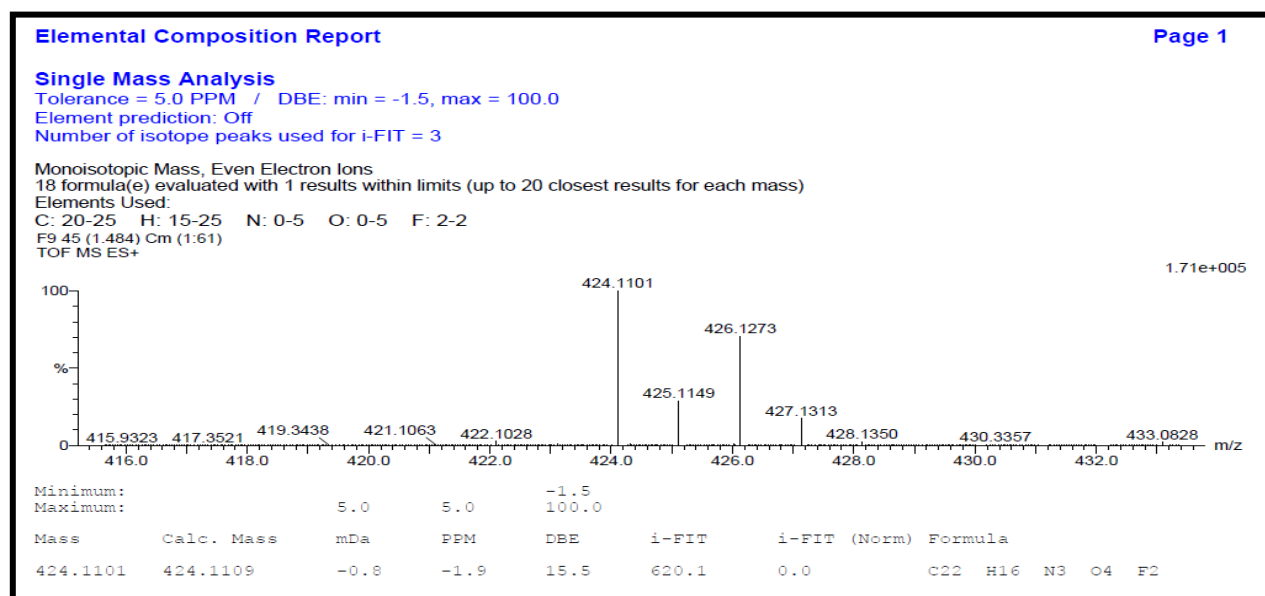 Elemental Composition Report Page 1
Single Mass Analysis
Tolerance = 5.0 PPM / DBE: min = -1.5, max = 100.0
Element prediction: Off
Number of isotope peaks used for i-FIT = 3
Monoisotopic Mass, Even Electron Ions
18 formula(e) evaluated with 1 results within limits (up to 20 closest results for each mass)
Elements Used:
C: 20-25 H: 15-25 N: 0-5 O: 0-5 F: 2-2
F9 45 (1.484) Cm (1:61)
TOF MS ES+
1.71e+005
100
424.1101
426.1273
%
425.1149
427.1313
415.9323 417.3521 419.3438 421.1063 422.1028 428.1350 430.3357 433.0828
0
m/z
416.0 418.0 420.0 422.0 424.0 426.0 428.0 430.0 432.0
Minimum: -1.5
Maximum: 5.0 5.0 100.0
Mass Calc. Mass mDa PPM DBE i-FIT i-FIT (Norm) Formula
424.1101 424.1109 -0.8 -1.9 15.5 620.1 0.0 C22 H16 N3 O4 F2